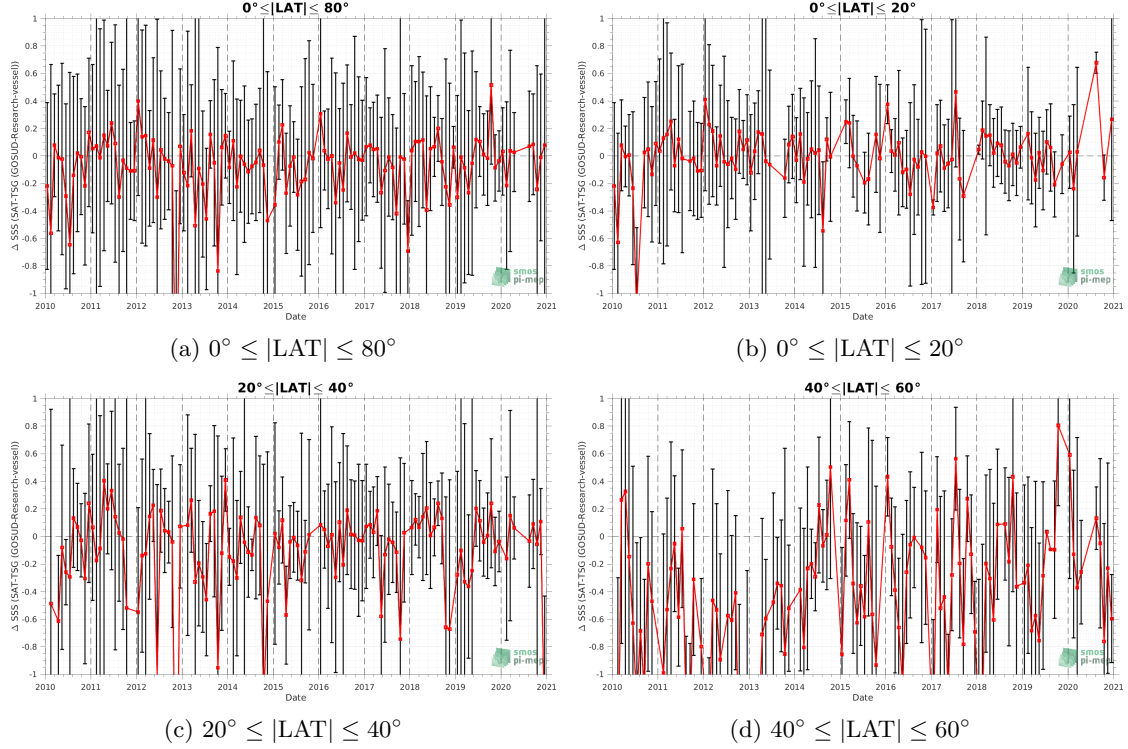 0°≤|LAT|≤ 80°
Δ SSS (SAT-TSG (GOSUD-Research-vessel))
1
0.8
0.6
0.4
0.2
0
-0.2
-0.4
-0.6
-0.8
-1
2010 2011 2012 2013 2014 2015 2016 2017 2018 2019 2020 2021
Date
smos
pi-mep
(a) 0° ≤ |LAT| ≤ 80°
0°≤|LAT|≤ 20°
Δ SSS (SAT-TSG (GOSUD-Research-vessel))
1
0.8
0.6
0.4
0.2
0
-0.2
-0.4
-0.6
-0.8
-1
2010 2011 2012 2013 2014 2015 2016 2017 2018 2019 2020 2021
Date
smos
pi-mep
(b) 0° ≤ |LAT| ≤ 20°
20°≤|LAT|≤ 40°
Δ SSS (SAT-TSG (GOSUD-Research-vessel))
1
0.8
0.6
0.4
0.2
0
-0.2
-0.4
-0.6
-0.8
-1
2010 2011 2012 2013 2014 2015 2016 2017 2018 2019 2020 2021
Date
smos
pi-mep
(c) 20° ≤ |LAT| ≤ 40°
40°≤|LAT|≤ 60°
Δ SSS (SAT-TSG (GOSUD-Research-vessel))
1
0.8
0.6
0.4
0.2
0
-0.2
-0.4
-0.6
-0.8
-1
2010 2011 2012 2013 2014 2015 2016 2017 2018 2019 2020 2021
Date
smos
pi-mep
(d) 40° ≤ |LAT| ≤ 60°